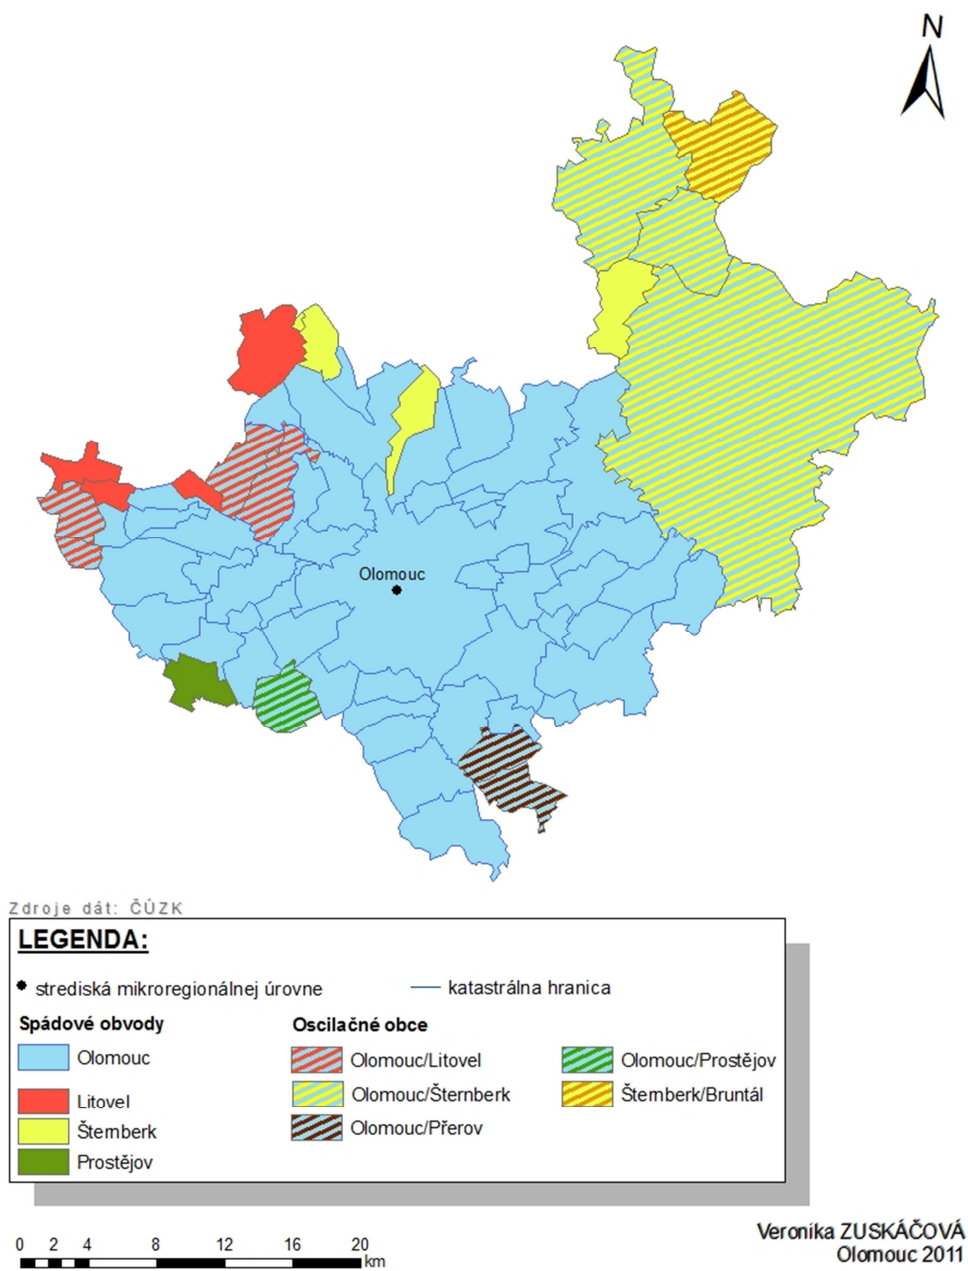 N
Olomouc
Zdroje dát: ČÚZK
LEGENDA:
strediská mikroregionálnej úrovne
katastrálna hranica
Spádové obvody
Olomouc
Litovel
Šternberk
Prostějov
Oscilačné obce
Olomouc/Litovel
Olomouc/Šternberk
Olomouc/Přerov
Olomouc/Prostějov
Šternberk/Bruntál
0 2 4 8 12 16 20
km
Veronika ZUSKÁČOVÁ
Olomouc 2011